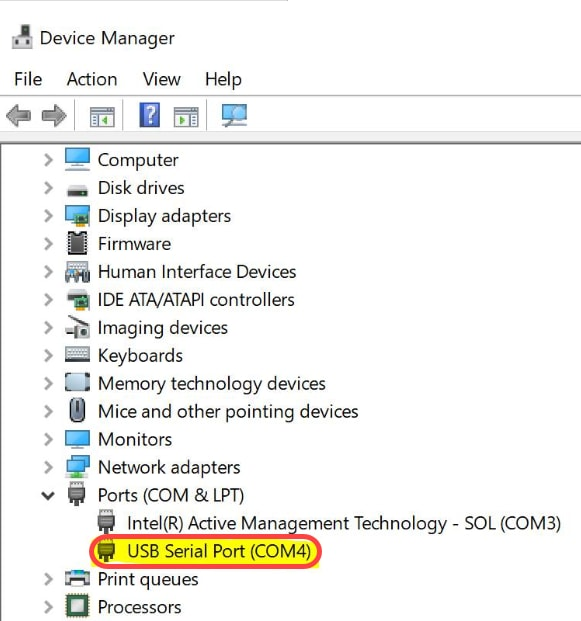 Device Manager
File Action View Help
Computer
Disk drives
Display adapters
Firmware
Human Interface Devices
IDE ATA/ATAPI controllers
Imaging devices
Keyboards
Memory technology devices
Mice and other pointing devices
Monitors
Network adapters
Ports (COM & LPT)
Intel(R) Active Management Technology - SOL (COM3)
USB Serial Port (COM4)
Print queues
Processors